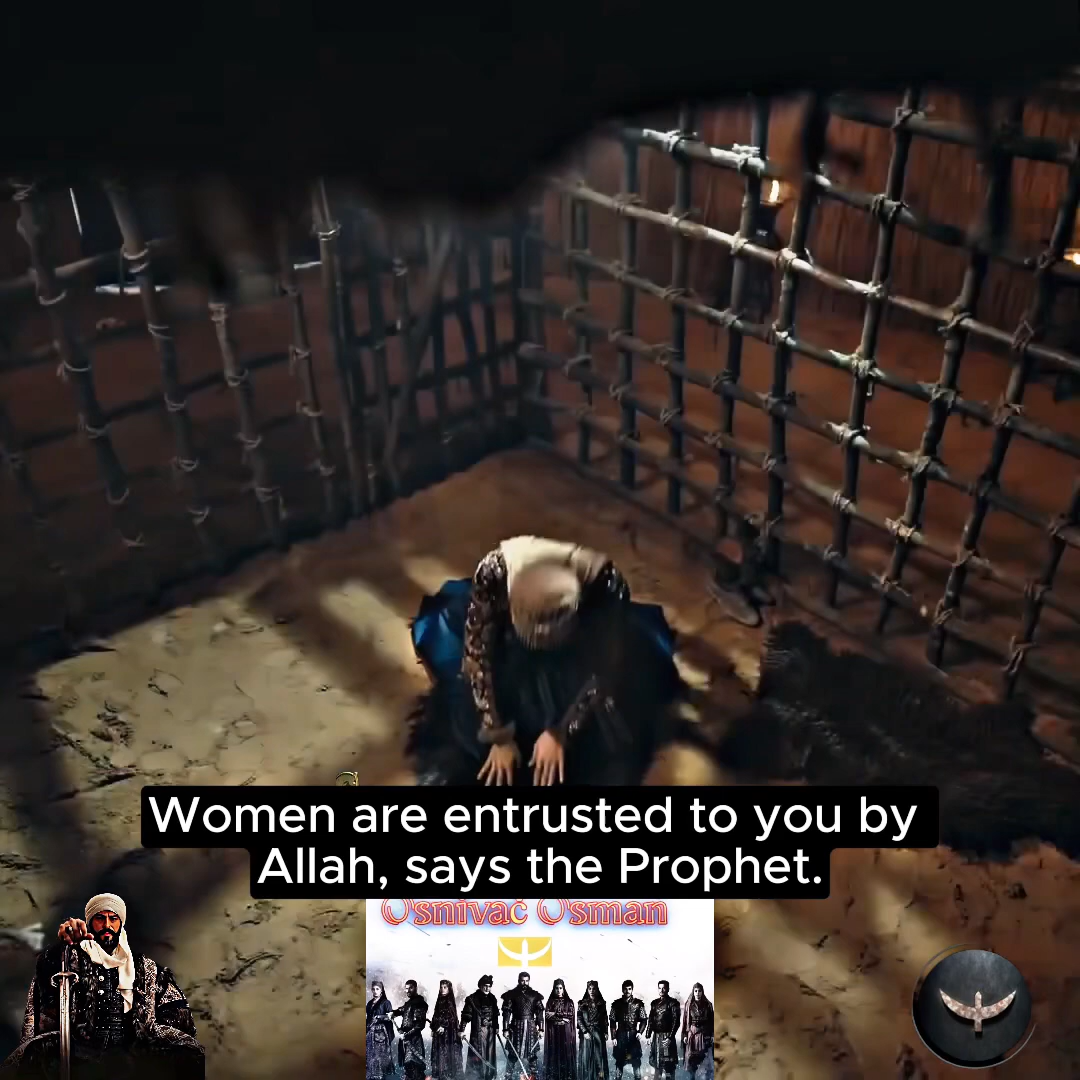 Women are entrusted to you by
Allah, says the Prophet.
Osnivač Osman